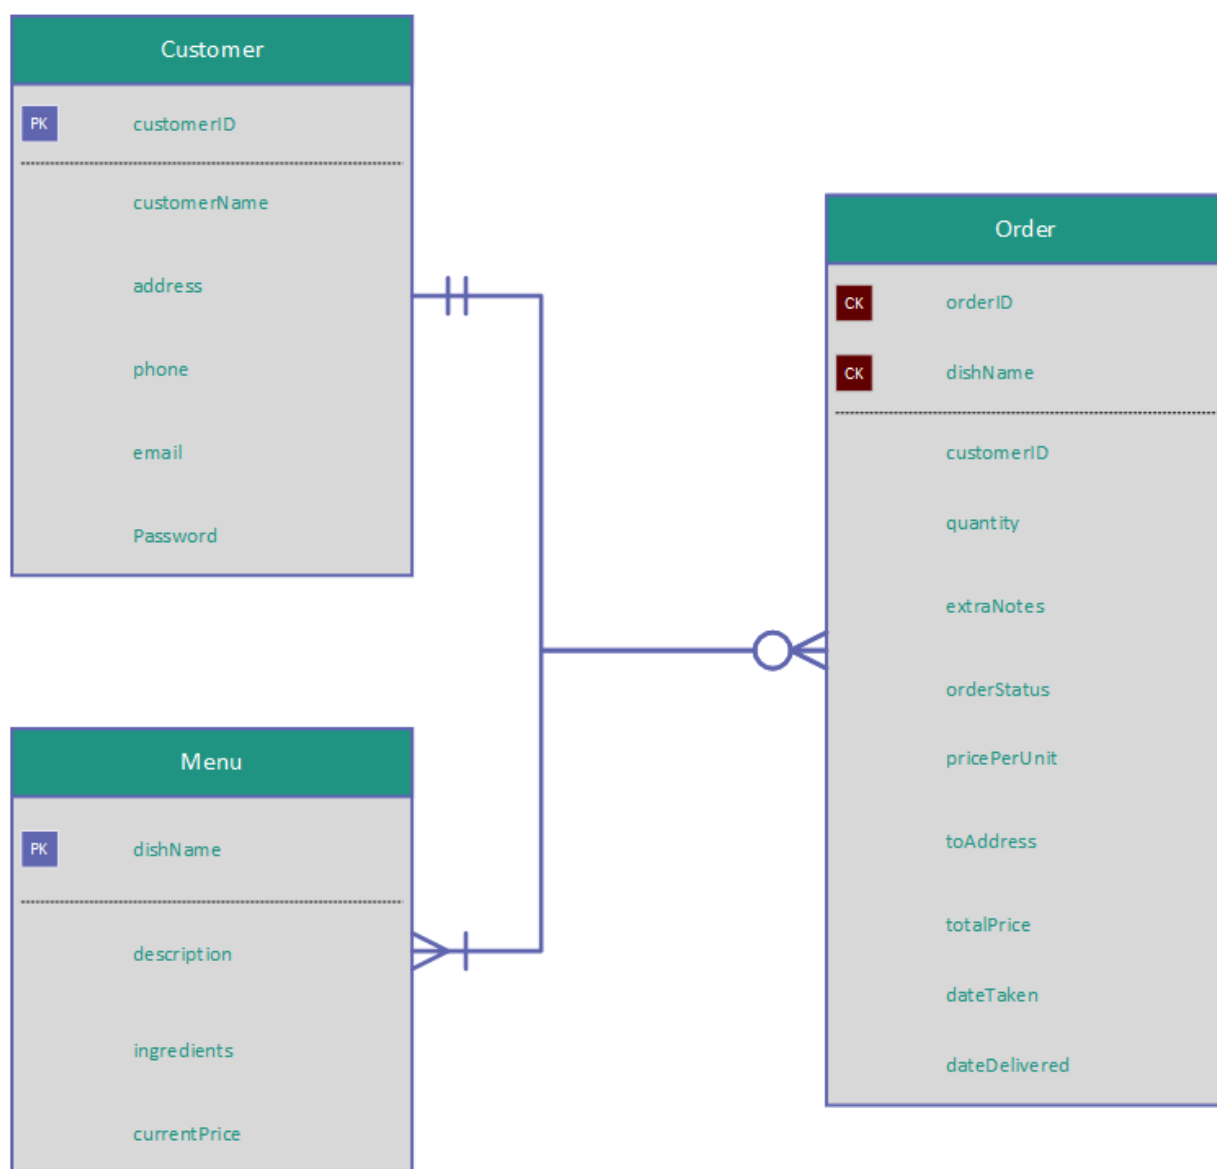 Customer
PK customerID
customerName
address
phone
email
Password
Order
CK orderID
CK dishName
customerID
quantity
extraNotes
orderStatus
pricePerUnit
toAddress
totalPrice
dateTaken
dateDelivered
Menu
PK dishName
description
ingredients
currentPrice